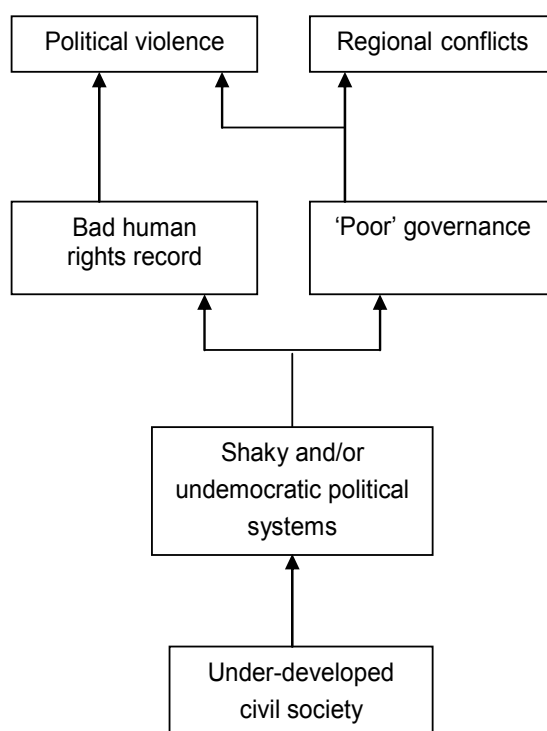 Political violence
Regional conflicts
Bad human
rights record
‘Poor’ governance
Shaky and/or
undemocratic political
systems
Under-developed
civil society